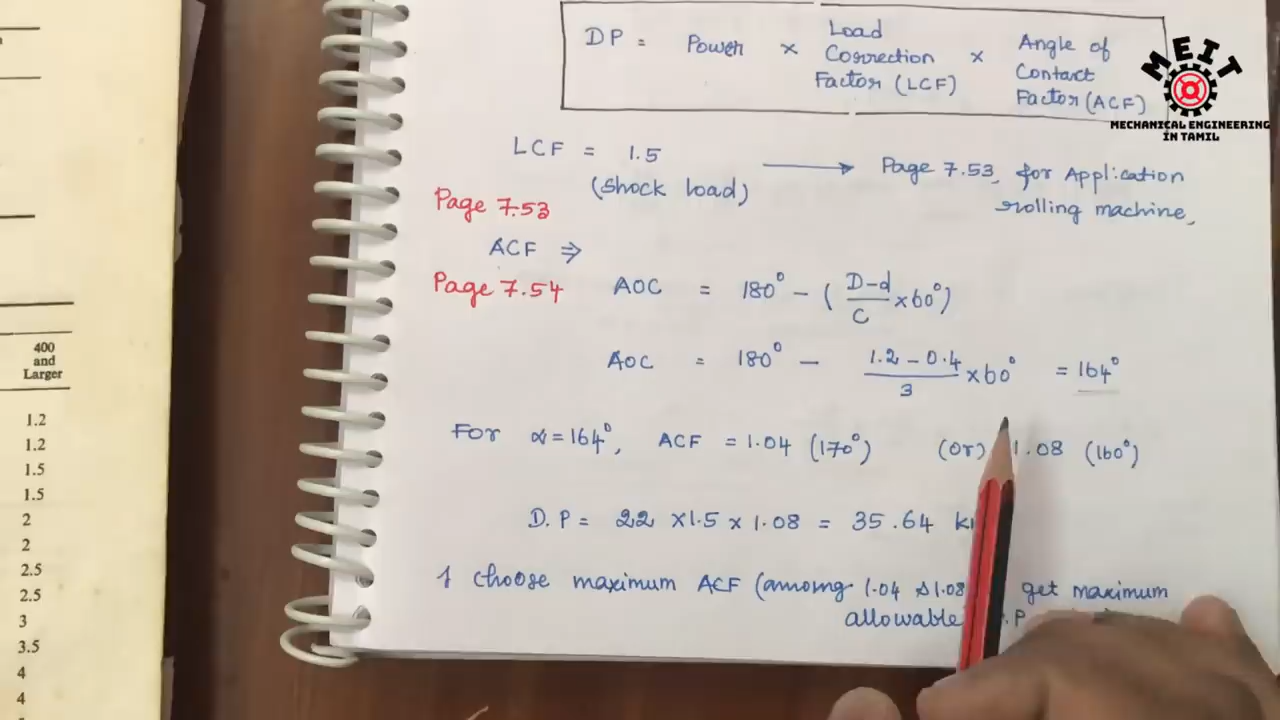 DP = Power × Load Correction Factor (LCF) × Angle of Contact Factor (ACF)
MEIT
MECHANICAL ENGINEERING
IN TAMIL
LCF = 1.5 → Page 7.53, for Application
(shock load) rolling machine,
Page 7.53
ACF ⇒
Page 7.54 AOC = 180° - (D-d/C × 60°)
AOC = 180° - 1.2 - 0.4/3 × 60° = 164°
For α = 164°, ACF = 1.04 (170°) (or) 1.08 (160°)
D.P = 22 × 1.5 × 1.08 = 35.64
I choose maximum ACF (among 1.04 & 1.08 get maximum
allowable .P
400
and
Larger
1.2
1.2
1.5
1.5
2
2
2.5
2.5
3
3.5
4
4